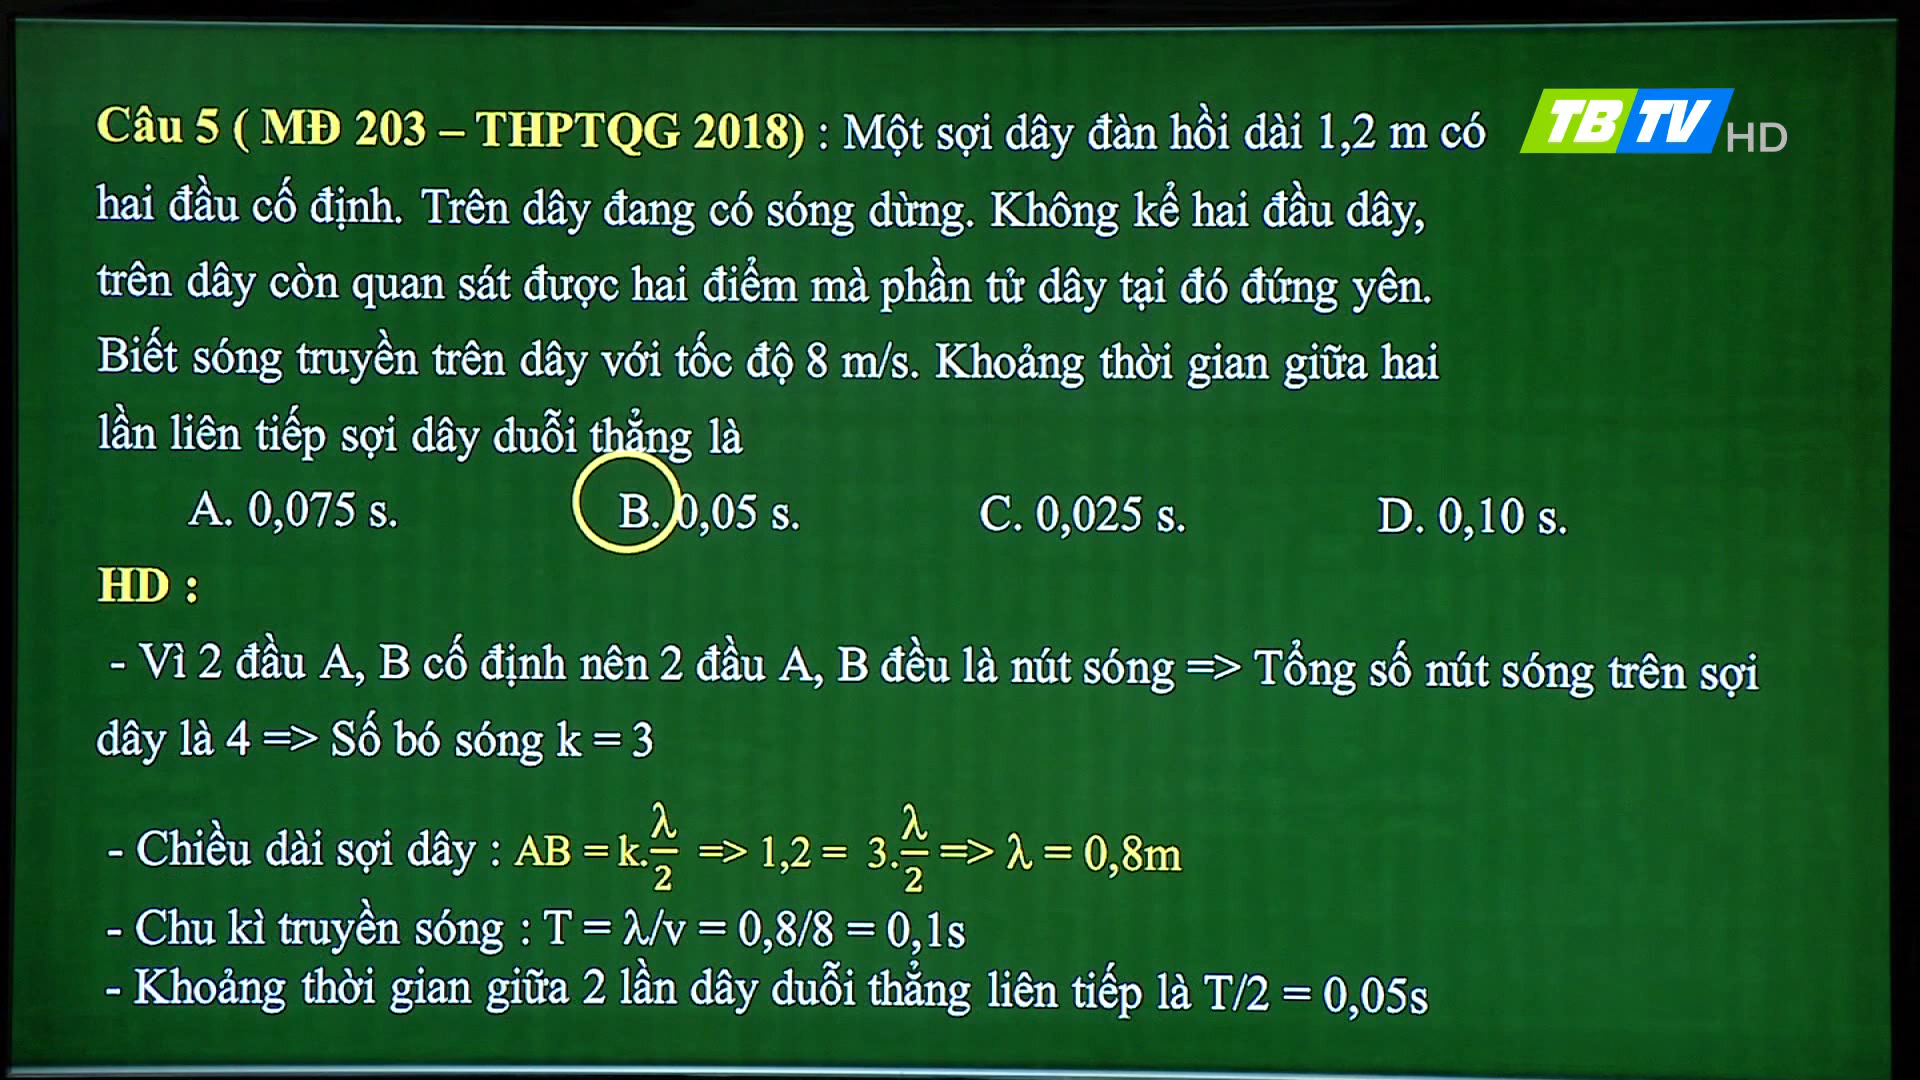 Câu 5 ( MĐ 203 – THPTQG 2018) : Một sợi dây đàn hồi dài 1,2 m có
TBTV HD
hai đầu cố định. Trên dây đang có sóng dừng. Không kể hai đầu dây,
trên dây còn quan sát được hai điểm mà phần tử dây tại đó đứng yên.
Biết sóng truyền trên dây với tốc độ 8 m/s. Khoảng thời gian giữa hai
lần liên tiếp sợi dây duỗi thẳng là
A. 0,075 s. B. 0,05 s. C. 0,025 s. D. 0,10 s.
HD :
- Vì 2 đầu A, B cố định nên 2 đầu A, B đều là nút sóng => Tổng số nút sóng trên sợi
dây là 4 => Số bó sóng k = 3
- Chiều dài sợi dây : AB = k.λ/2 => 1,2 = 3.λ/2 => λ = 0,8m
- Chu kì truyền sóng : T = λ/v = 0,8/8 = 0,1s
- Khoảng thời gian giữa 2 lần dây duỗi thẳng liên tiếp là T/2 = 0,05s